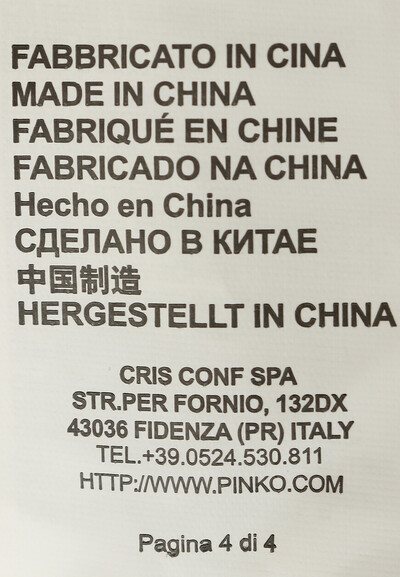 FABBRICATO IN CINA
MADE IN CHINA
FABRIQUÉ EN CHINE
FABRICADO NA CHINA
Hecho en China
СДЕЛАНО В КИТАЕ
中国制造
HERGESTELLT IN CHINA
CRIS CONF SPA
STR.PER FORNIO, 132DX
43036 FIDENZA (PR) ITALY
TEL.+39.0524.530.811
HTTP://WWW.PINKO.COM
Pagina 4 di 4